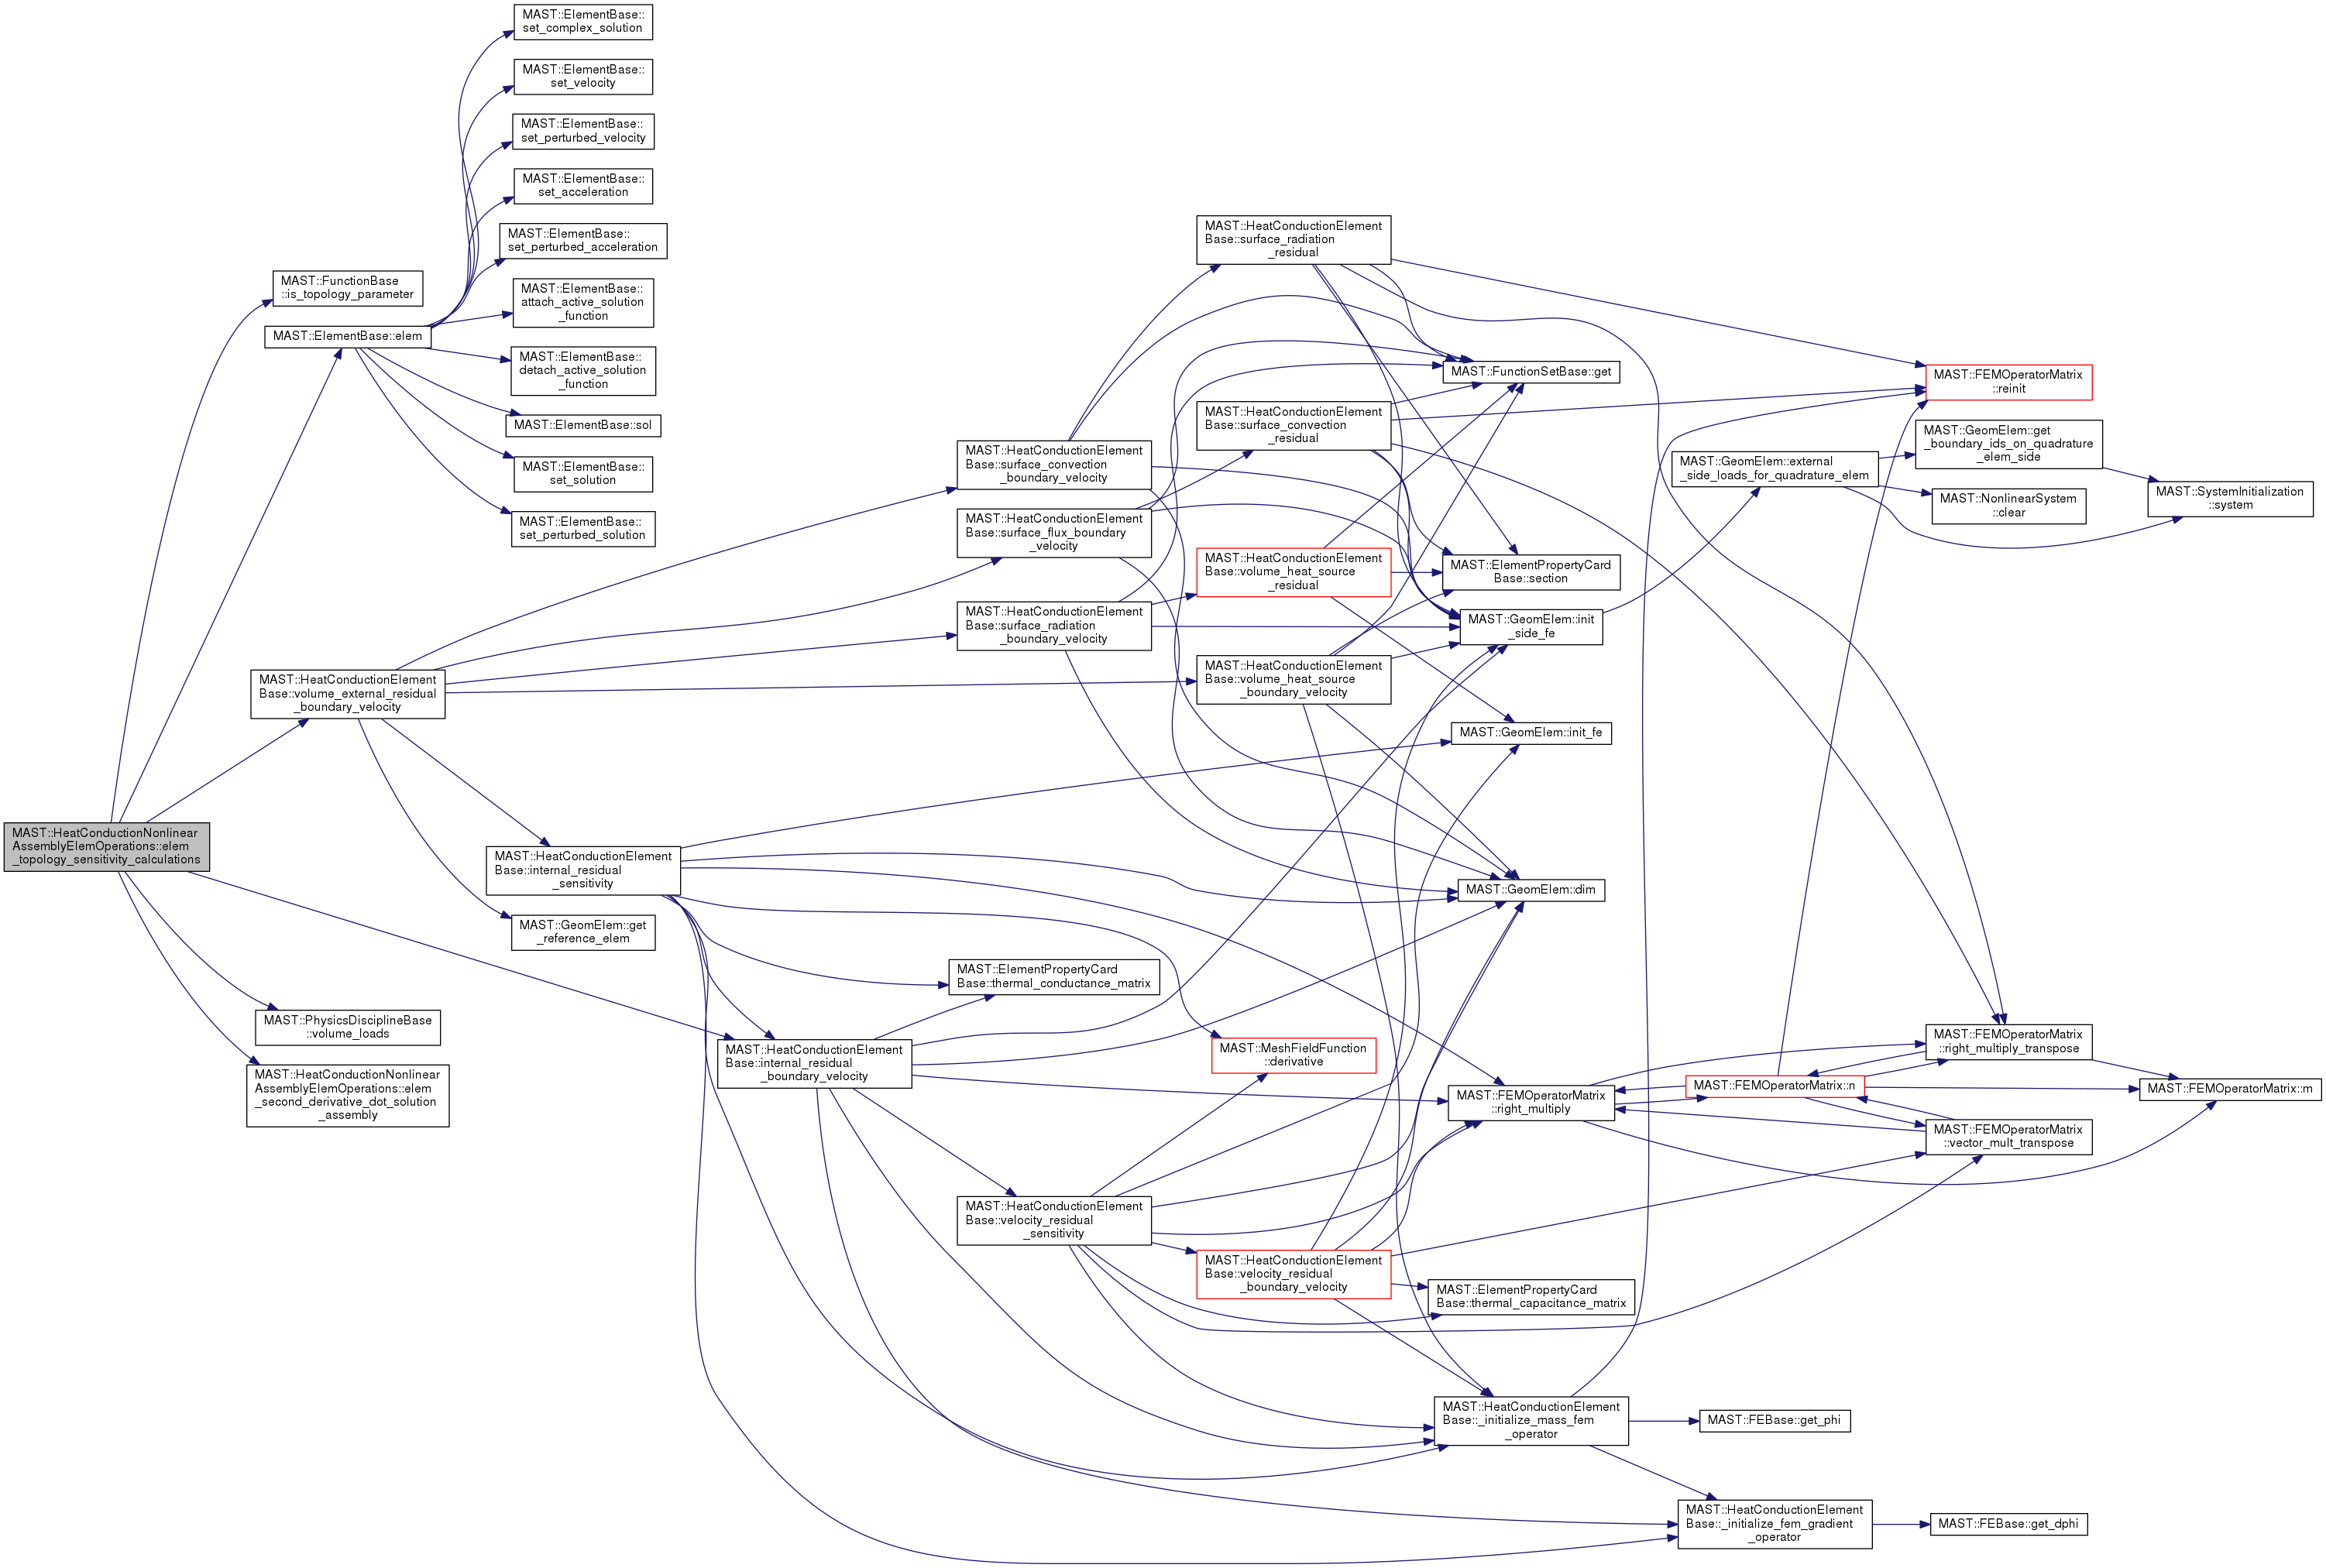 MAST::ElementBase::
set_complex_solution
MAST::ElementBase::
set_velocity
MAST::ElementBase::
set_perturbed_velocity
MAST::ElementBase::
set_acceleration
MAST::ElementBase::
set_perturbed_acceleration
MAST::ElementBase::
attach_active_solution
_function
MAST::ElementBase::
detach_active_solution
_function
MAST::ElementBase::sol
MAST::ElementBase::
set_solution
MAST::ElementBase::
set_perturbed_solution
MAST::FunctionBase
::is_topology_parameter
MAST::ElementBase::elem
MAST::HeatConductionElement
Base::volume_external_residual
_boundary_velocity
MAST::HeatConductionNonlinear
AssemblyElemOperations::elem
_topology_sensitivity_calculations
MAST::PhysicsDisciplineBase
::volume_loads
MAST::HeatConductionNonlinear
AssemblyElemOperations::elem
_second_derivative_dot_solution
_assembly
MAST::HeatConductionElement
Base::internal_residual
_sensitivity
MAST::GeomElem::get
_reference_elem
MAST::HeatConductionElement
Base::internal_residual
_boundary_velocity
MAST::HeatConductionElement
Base::surface_convection
_boundary_velocity
MAST::HeatConductionElement
Base::surface_flux_boundary
_velocity
MAST::HeatConductionElement
Base::surface_radiation
_boundary_velocity
MAST::ElementPropertyCard
Base::thermal_conductance_matrix
MAST::HeatConductionElement
Base::velocity_residual
_sensitivity
MAST::HeatConductionElement
Base::surface_radiation
_residual
MAST::HeatConductionElement
Base::surface_convection
_residual
MAST::HeatConductionElement
Base::volume_heat_source
_residual
MAST::HeatConductionElement
Base::volume_heat_source
_boundary_velocity
MAST::MeshFieldFunction
::derivative
MAST::HeatConductionElement
Base::velocity_residual
_boundary_velocity
MAST::FunctionSetBase::get
MAST::ElementPropertyCard
Base::section
MAST::GeomElem::init
_side_fe
MAST::GeomElem::init_fe
MAST::GeomElem::dim
MAST::FEMOperatorMatrix
::right_multiply
MAST::ElementPropertyCard
Base::thermal_capacitance_matrix
MAST::HeatConductionElement
Base::_initialize_mass_fem
_operator
MAST::GeomElem::external
_side_loads_for_quadrature_elem
MAST::FEMOperatorMatrix::n
MAST::FEBase::get_phi
MAST::HeatConductionElement
Base::_initialize_fem_gradient
_operator
MAST::FEMOperatorMatrix
::reinit
MAST::GeomElem::get
_boundary_ids_on_quadrature
_elem_side
MAST::NonlinearSystem
::clear
MAST::FEMOperatorMatrix
::right_multiply_transpose
MAST::FEMOperatorMatrix
::vector_mult_transpose
MAST::FEBase::get_dphi
MAST::SystemInitialization
::system
MAST::FEMOperatorMatrix::m